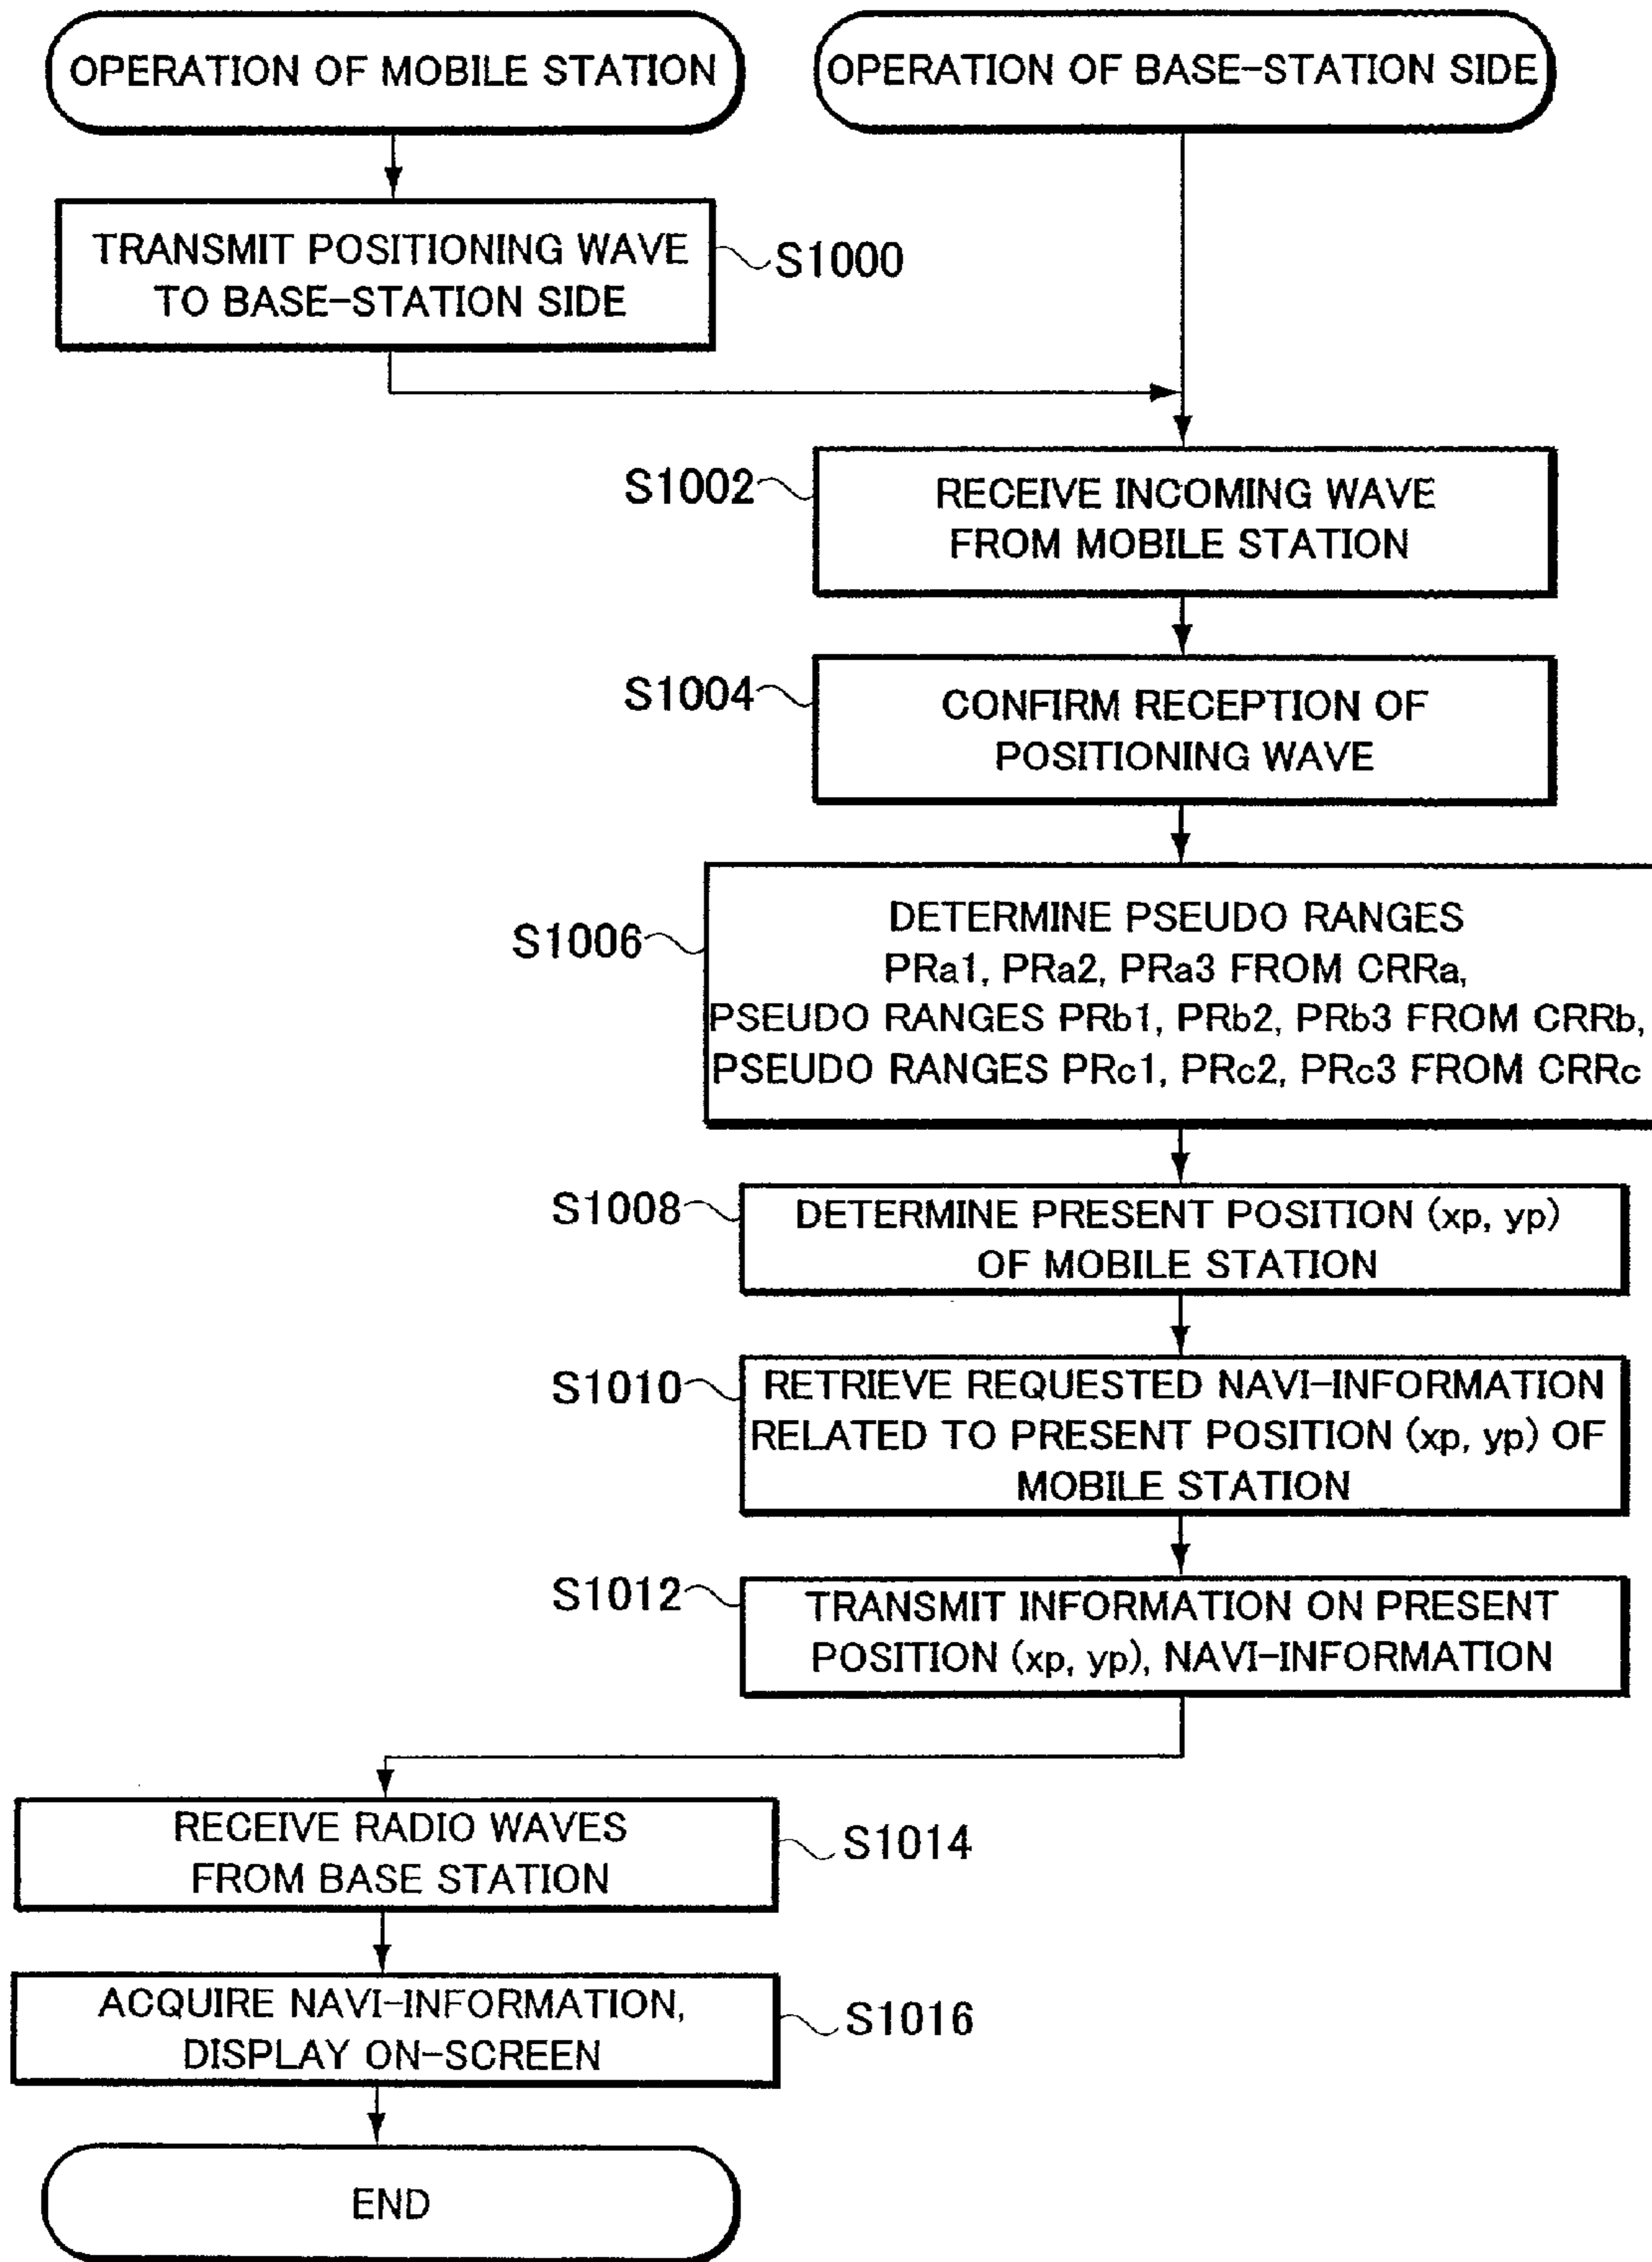 OPERATION OF MOBILE STATION
OPERATION OF BASE-STATION SIDE
TRANSMIT POSITIONING WAVE
TO BASE-STATION SIDE
S1000
S1002
RECEIVE INCOMING WAVE
FROM MOBILE STATION
S1004
CONFIRM RECEPTION OF
POSITIONING WAVE
S1006
DETERMINE PSEUDO RANGES
PRa1, PRa2, PRa3 FROM CRRa,
PSEUDO RANGES PRb1, PRb2, PRb3 FROM CRRb,
PSEUDO RANGES PRc1, PRc2, PRc3 FROM CRRc
S1008
DETERMINE PRESENT POSITION (xp, yp)
OF MOBILE STATION
S1010
RETRIEVE REQUESTED NAVI-INFORMATION
RELATED TO PRESENT POSITION (xp, yp) OF
MOBILE STATION
S1012
TRANSMIT INFORMATION ON PRESENT
POSITION (xp, yp), NAVI-INFORMATION
RECEIVE RADIO WAVES
FROM BASE STATION
S1014
ACQUIRE NAVI-INFORMATION,
DISPLAY ON-SCREEN
S1016
END